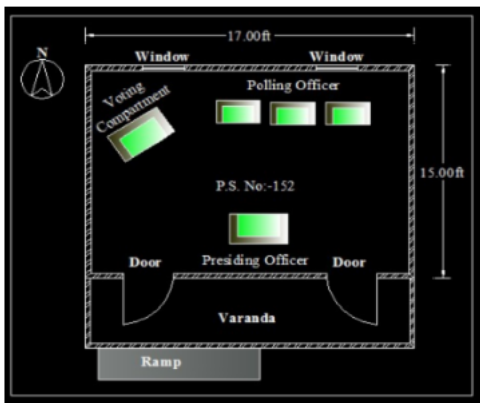 17.00ft
N
Window
Window
Voting
Compartment
Polling Officer
15.00ft
P.S. No:-152
Door
Presiding Officer
Door
Varanda
Ramp